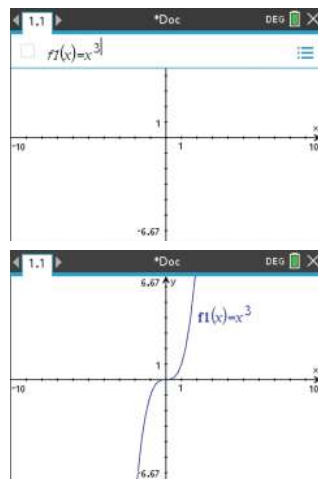 1.1 *Doc DEG
f1(x)=x³
x
1
-10 1 10
-6.67
1.1 *Doc DEG
6.67 y
f1(x)=x³
1 x
-10 1 10
-6.67